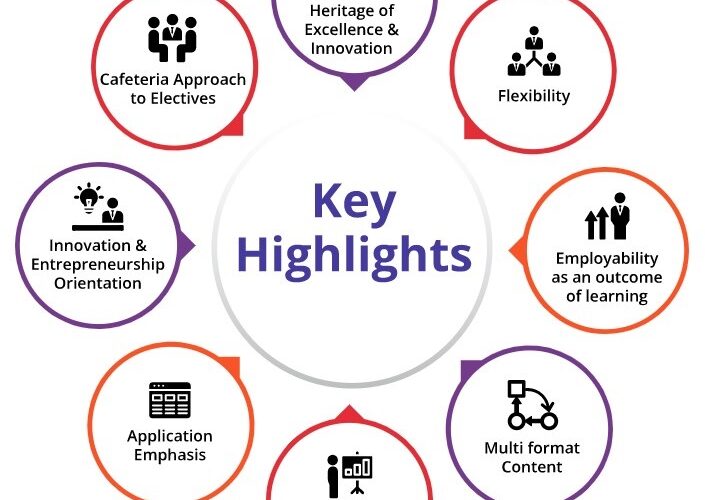 Heritage of
Excellence &
Innovation
Cafeteria Approach
to Electives
Flexibility
Key
Highlights
Innovation &
Entrepreneurship
Orientation
Employability
as an outcome
of learning
Application
Emphasis
Multi format
Content